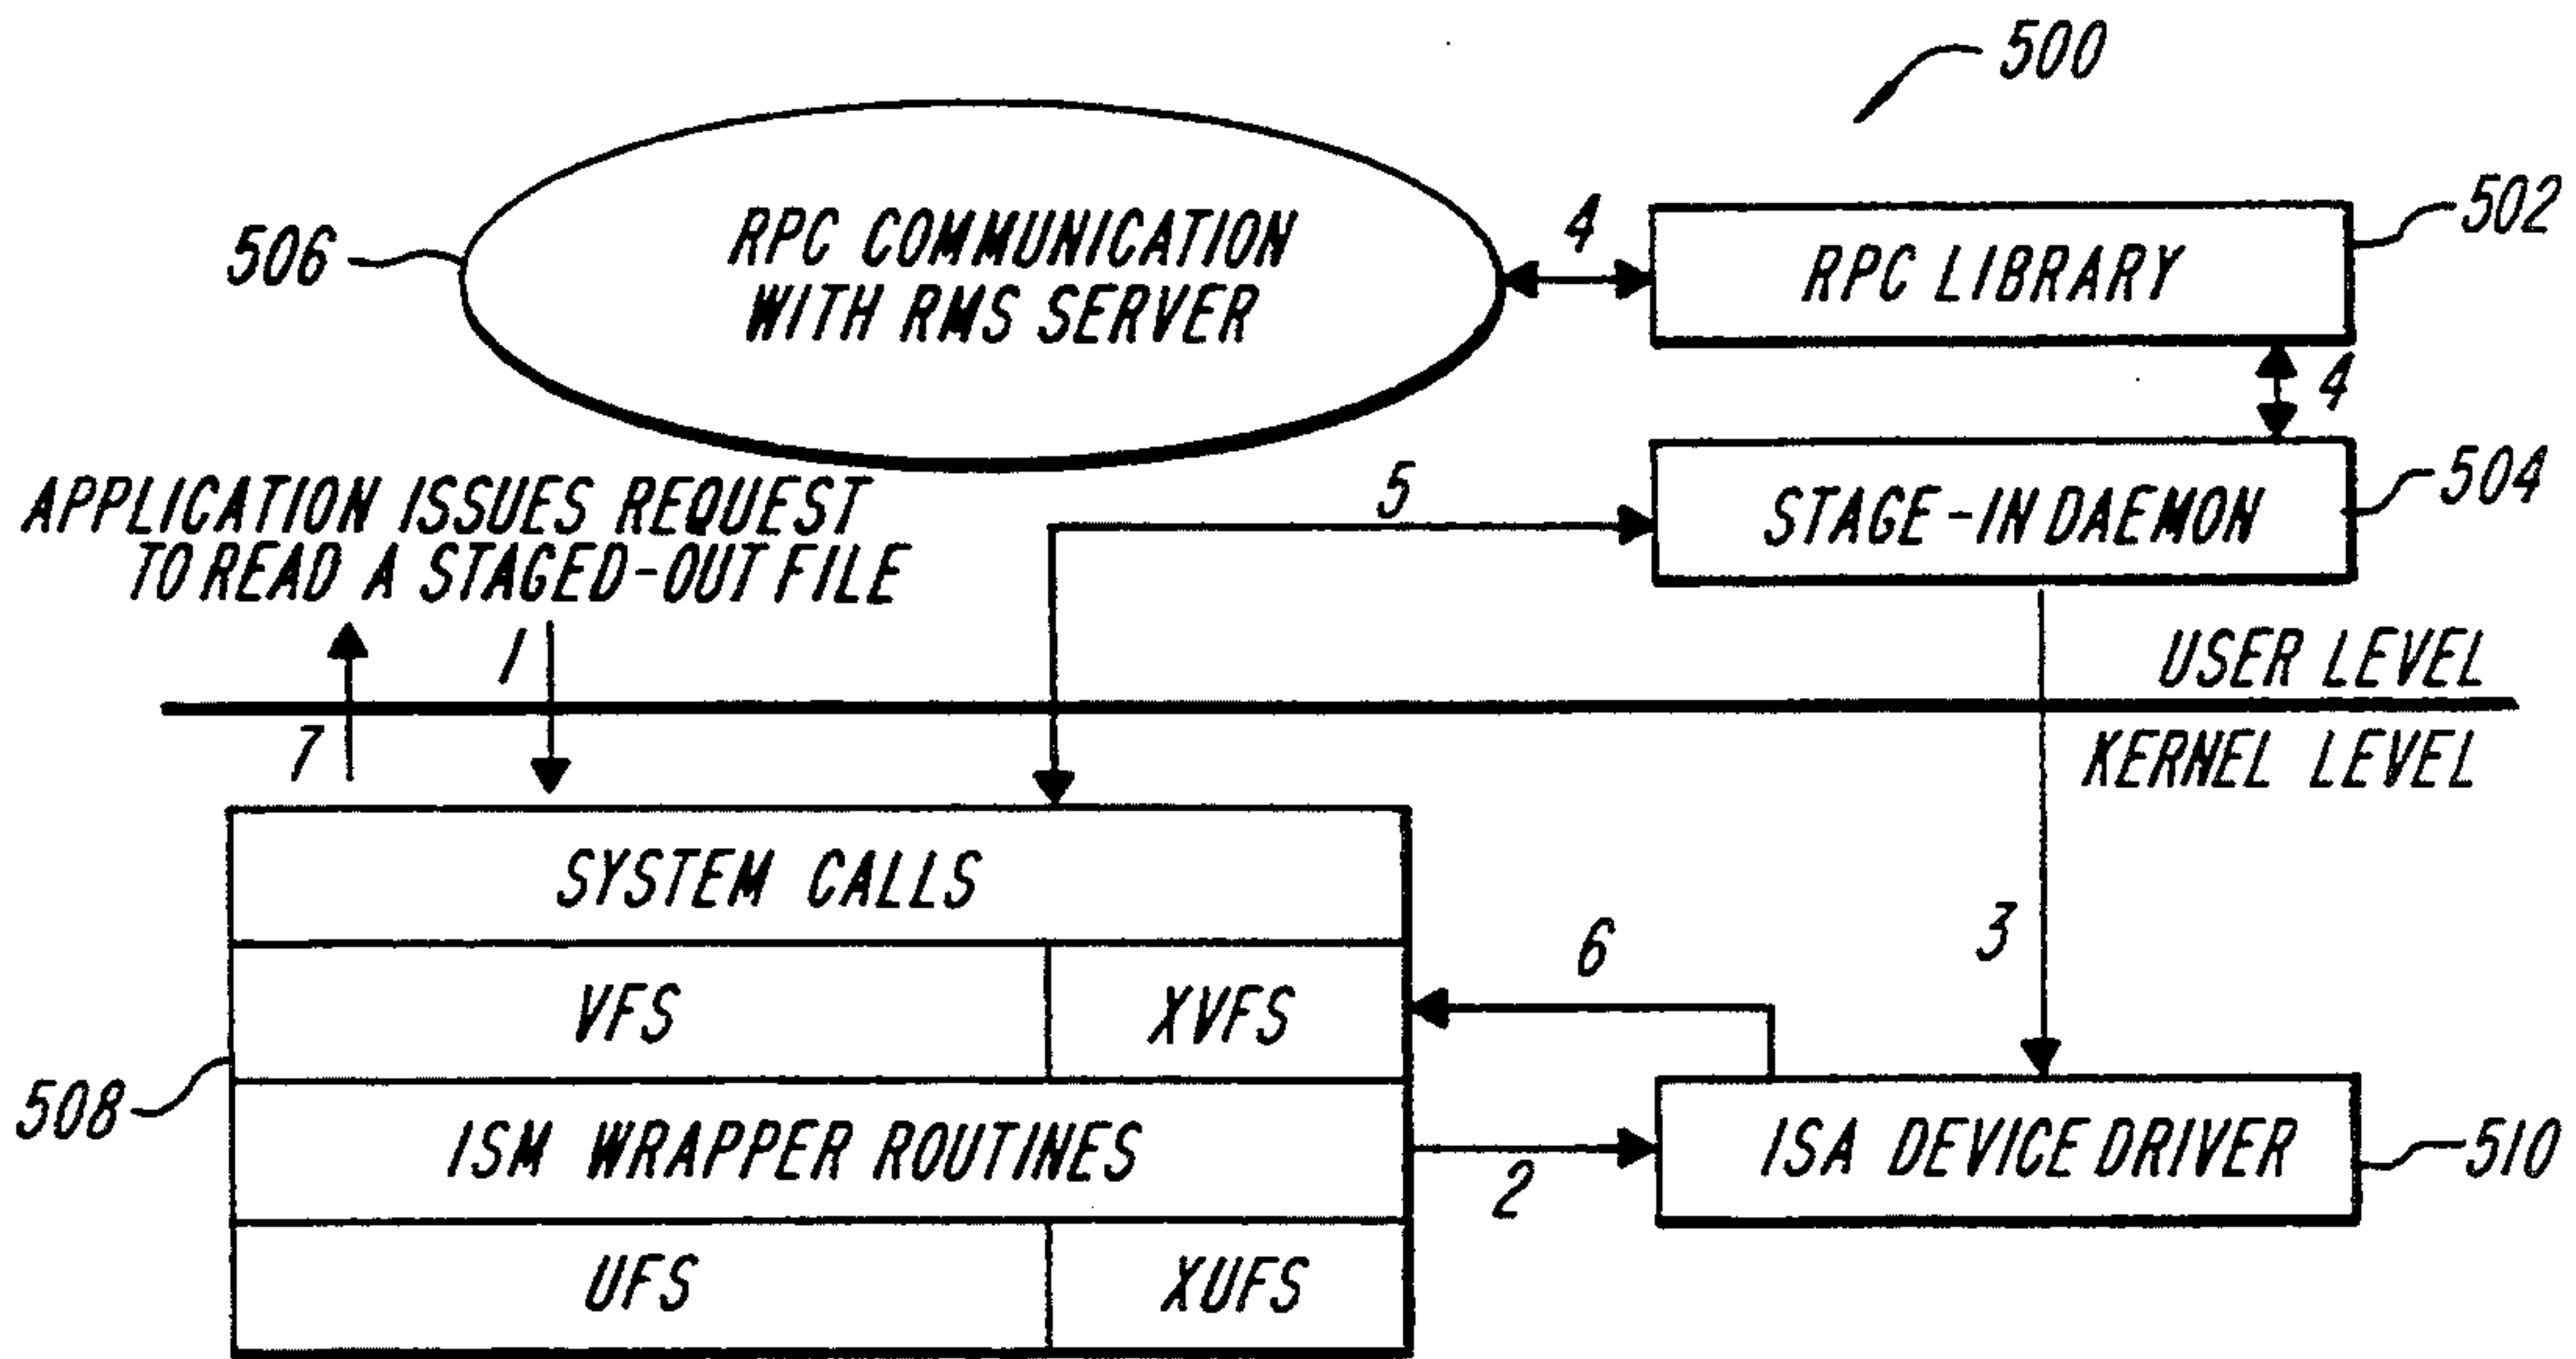 500
506
RPC COMMUNICATION
WITH RMS SERVER
4
RPC LIBRARY
502
4
APPLICATION ISSUES REQUEST
TO READ A STAGED-OUT FILE
5
STAGE-IN DAEMON
504
1
USER LEVEL
7
KERNEL LEVEL
SYSTEM CALLS
3
6
VFS
XVFS
508
ISM WRAPPER ROUTINES
2
ISA DEVICE DRIVER
510
UFS
XUFS